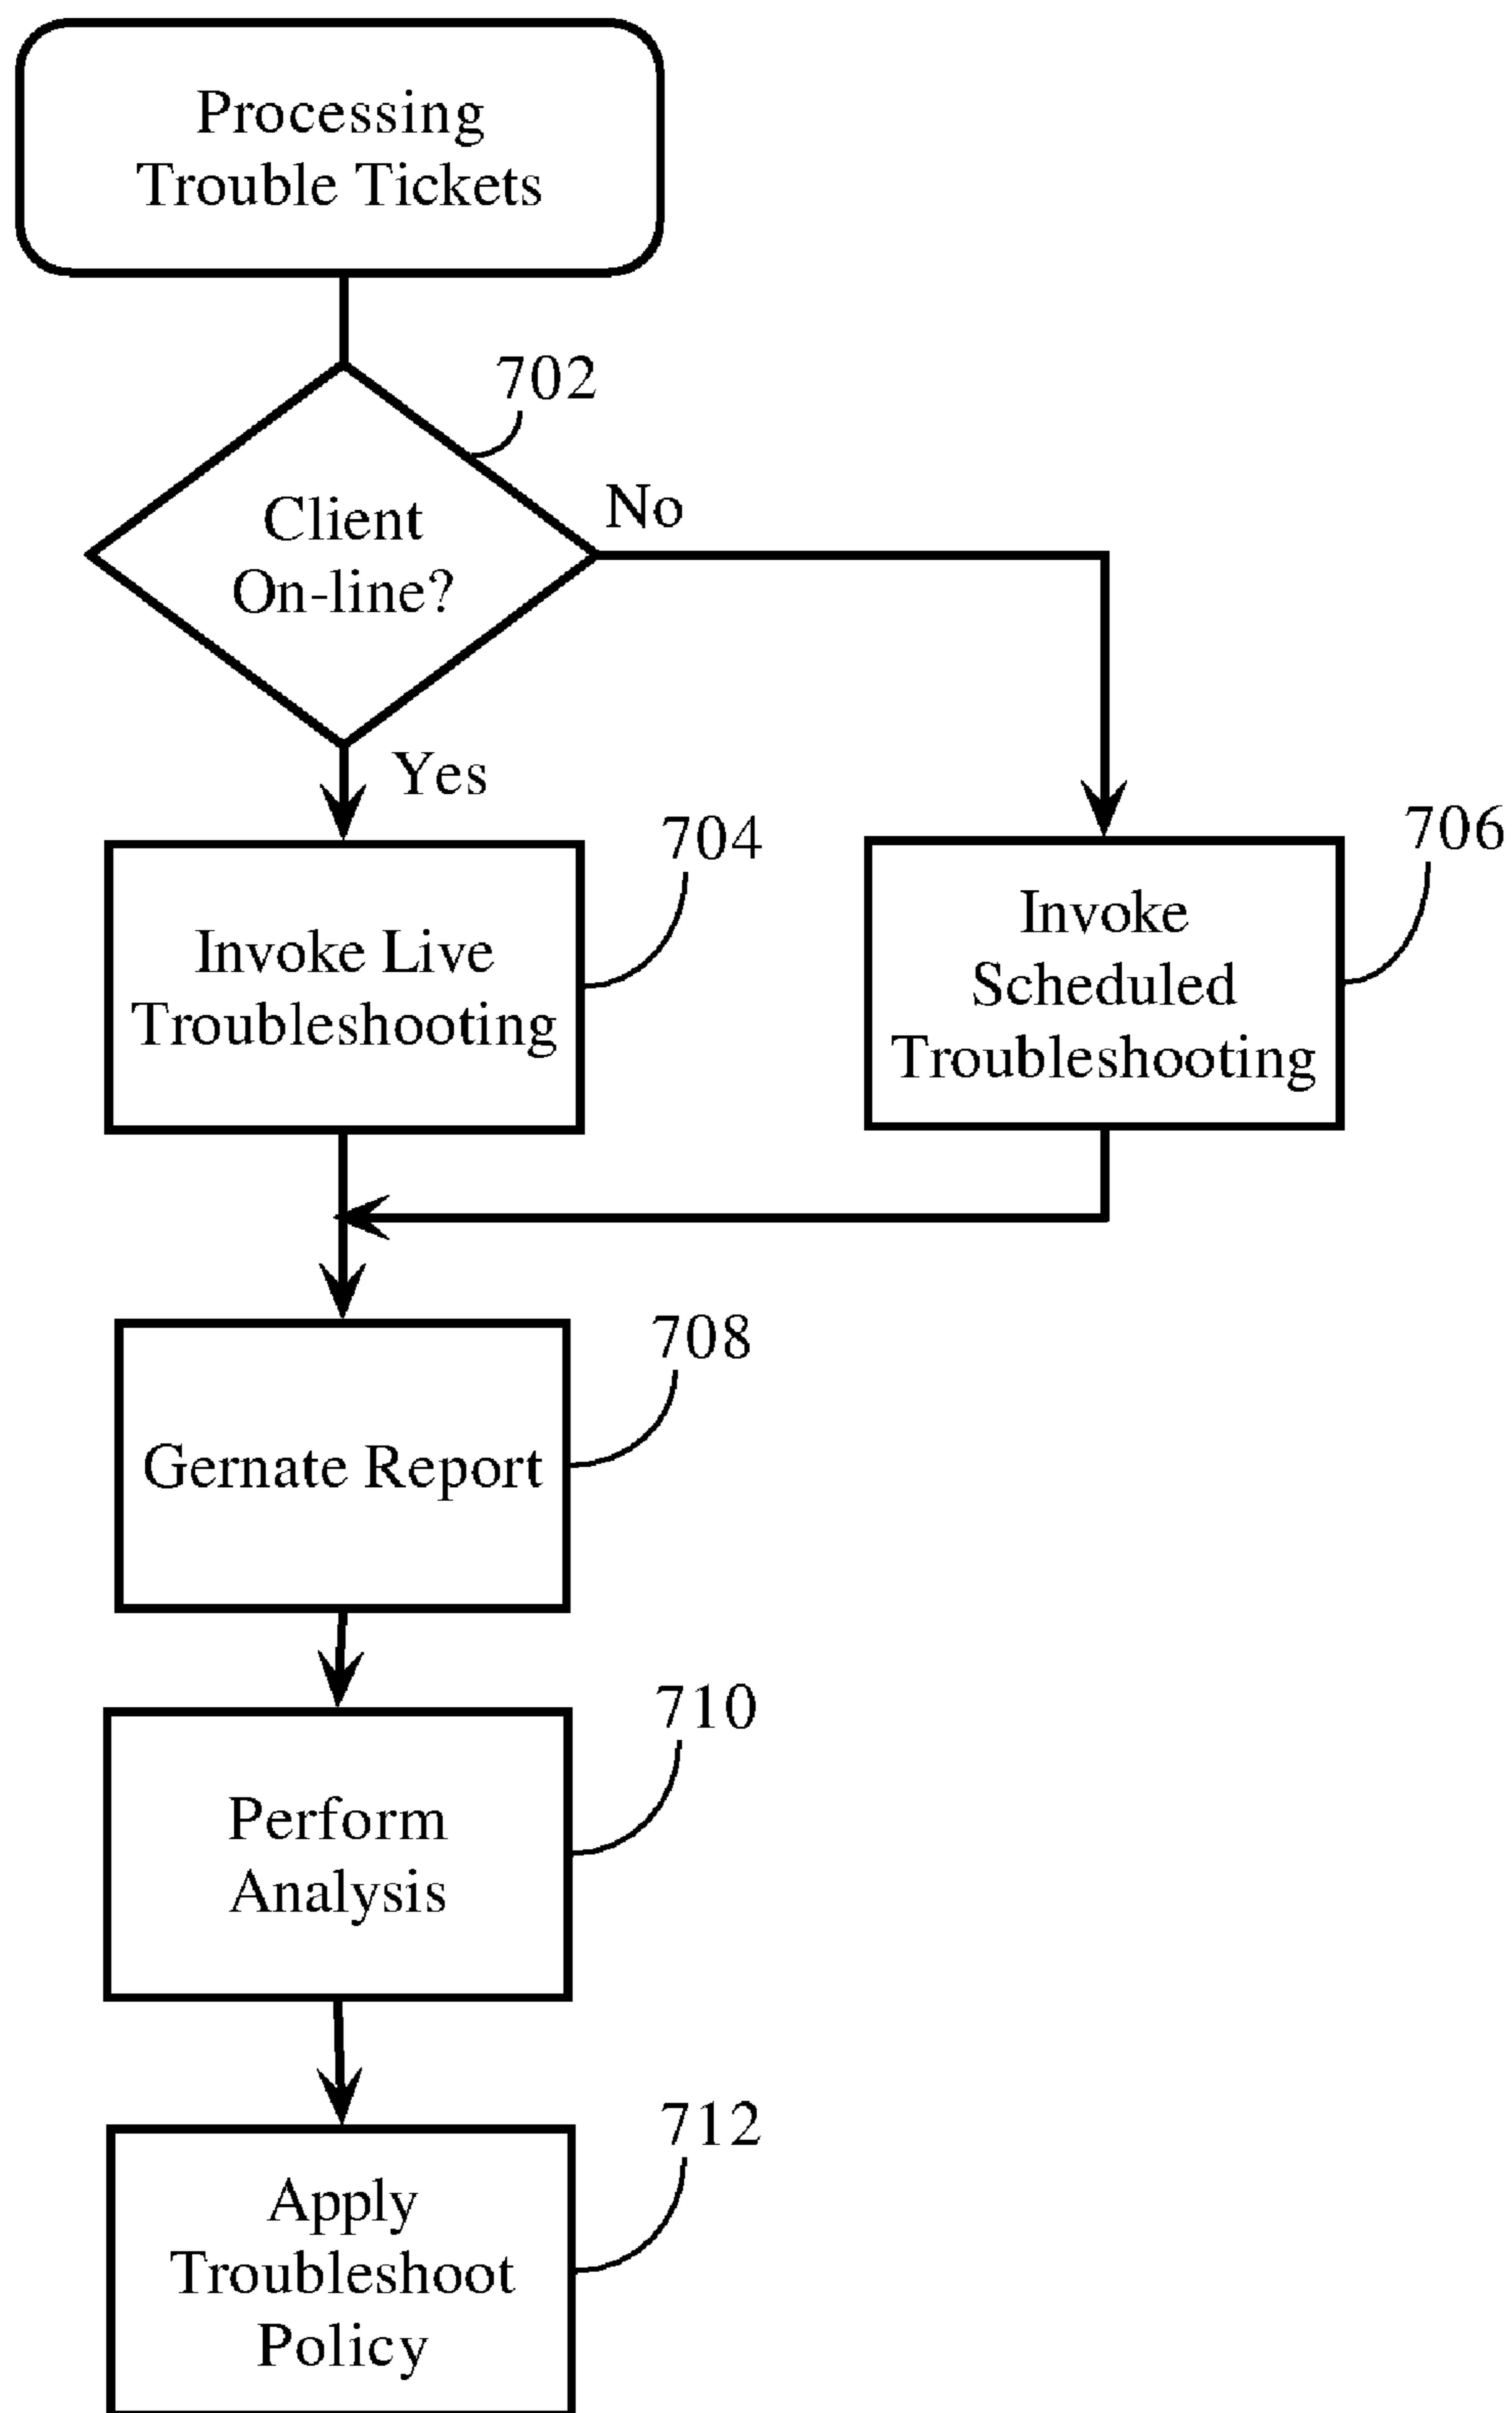 Processing
Trouble Tickets
702
Client
On-line?
No
Yes
704
Invoke Live
Troubleshooting
706
Invoke
Scheduled
Troubleshooting
708
Gernate Report
710
Perform
Analysis
712
Apply
Troubleshoot
Policy